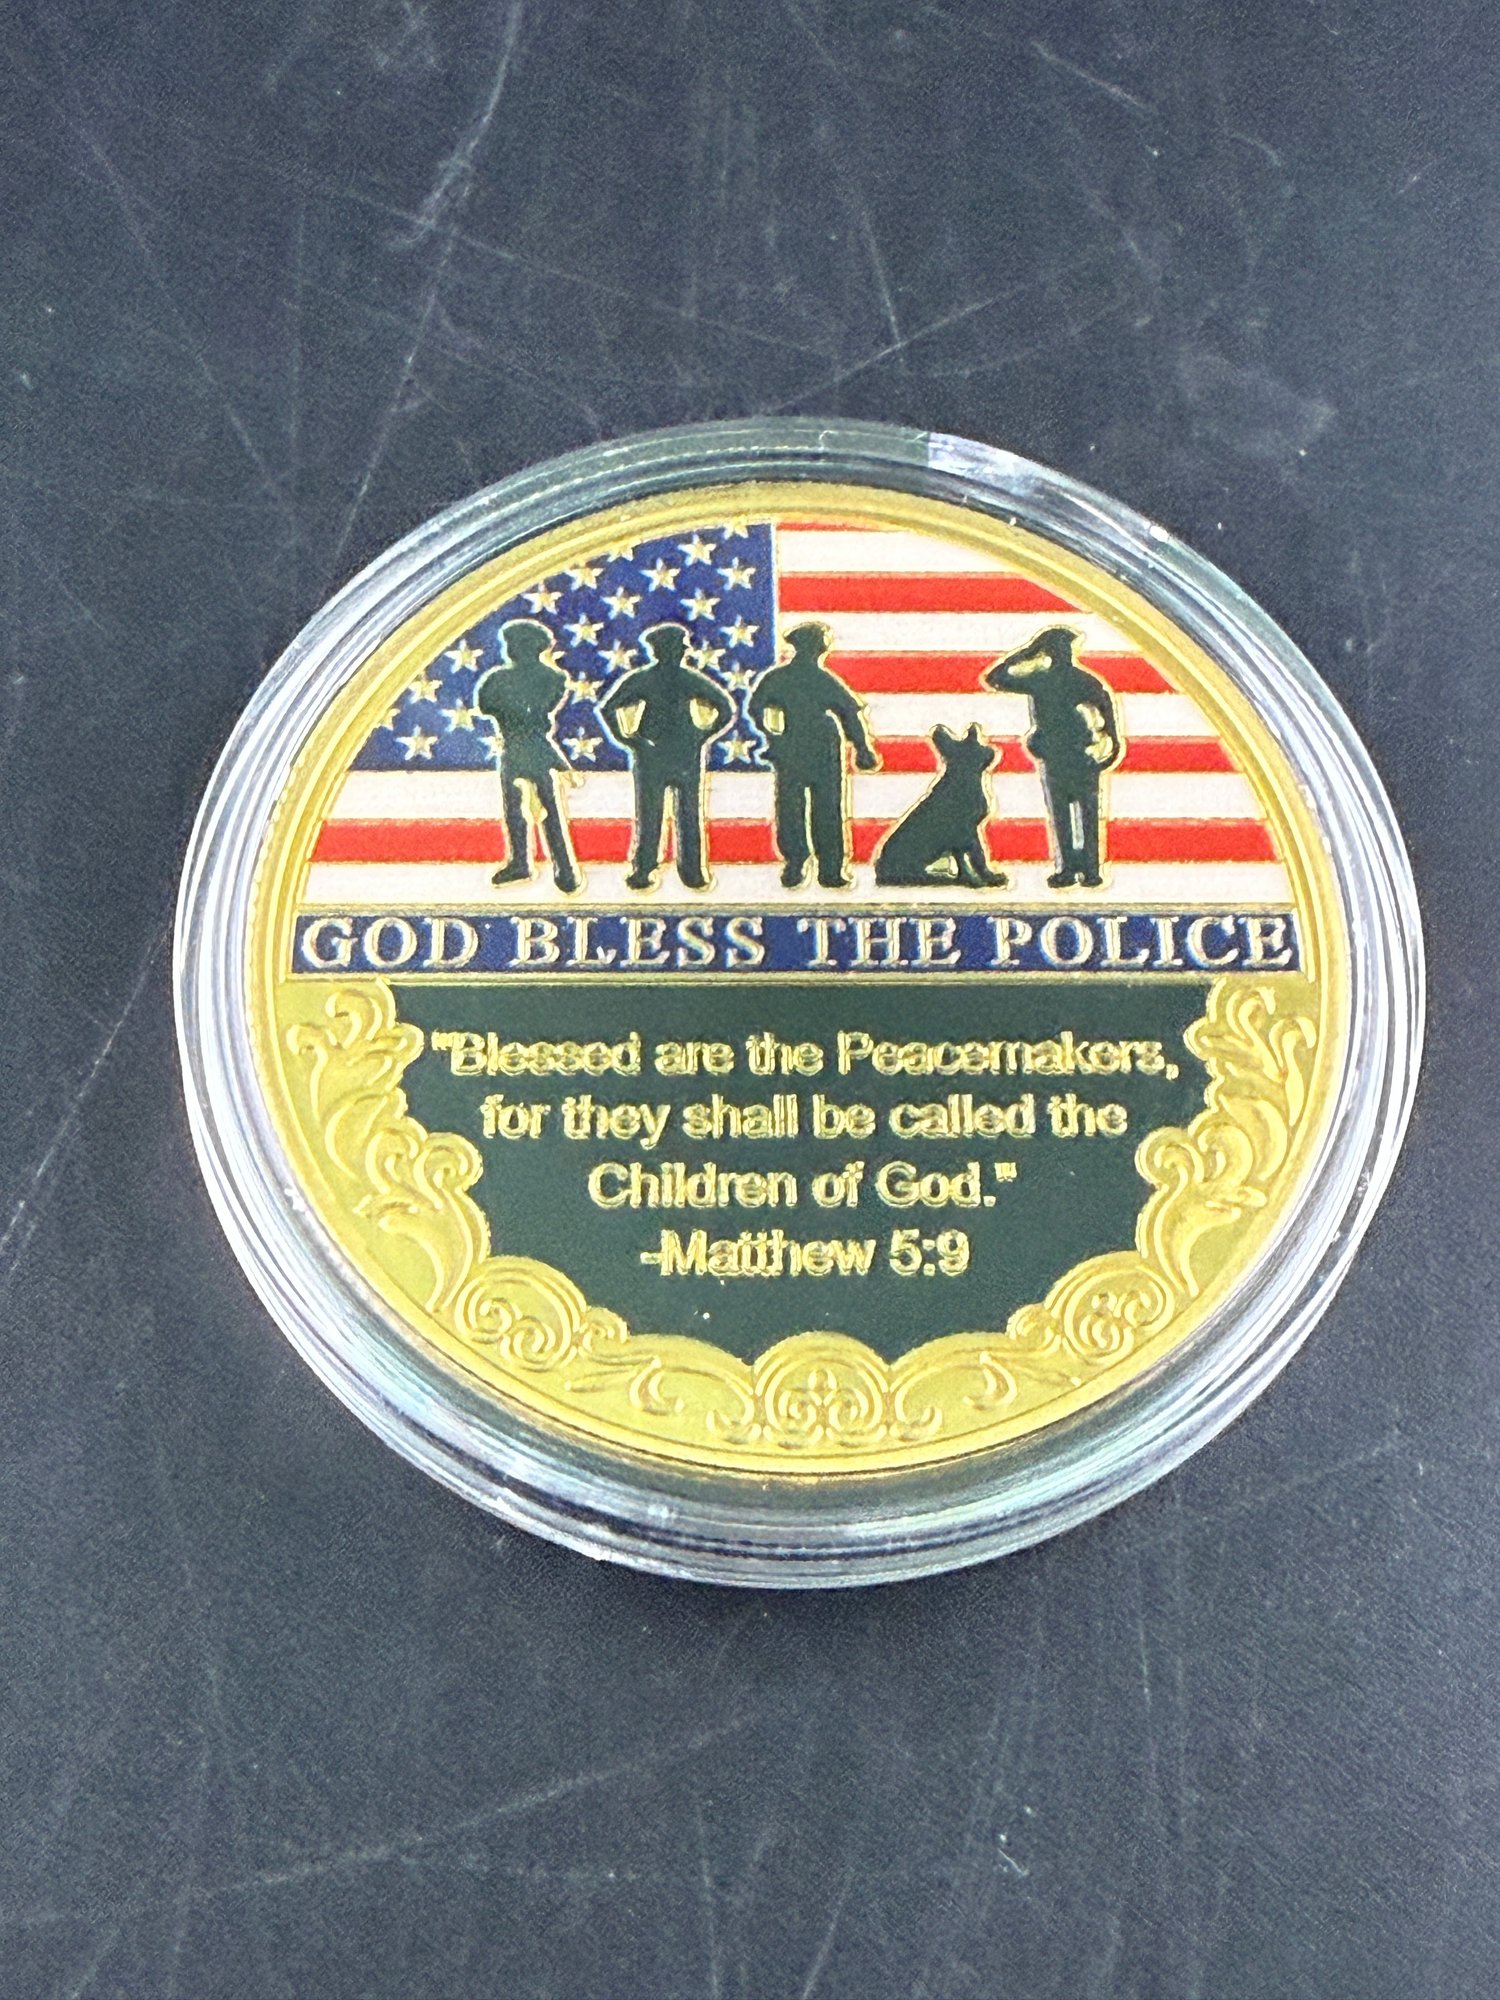 GOD BLESS THE POLICE
"Blessed are the Peacemakers,
for they shall be called the
Children of God."
-Matthew 5:9